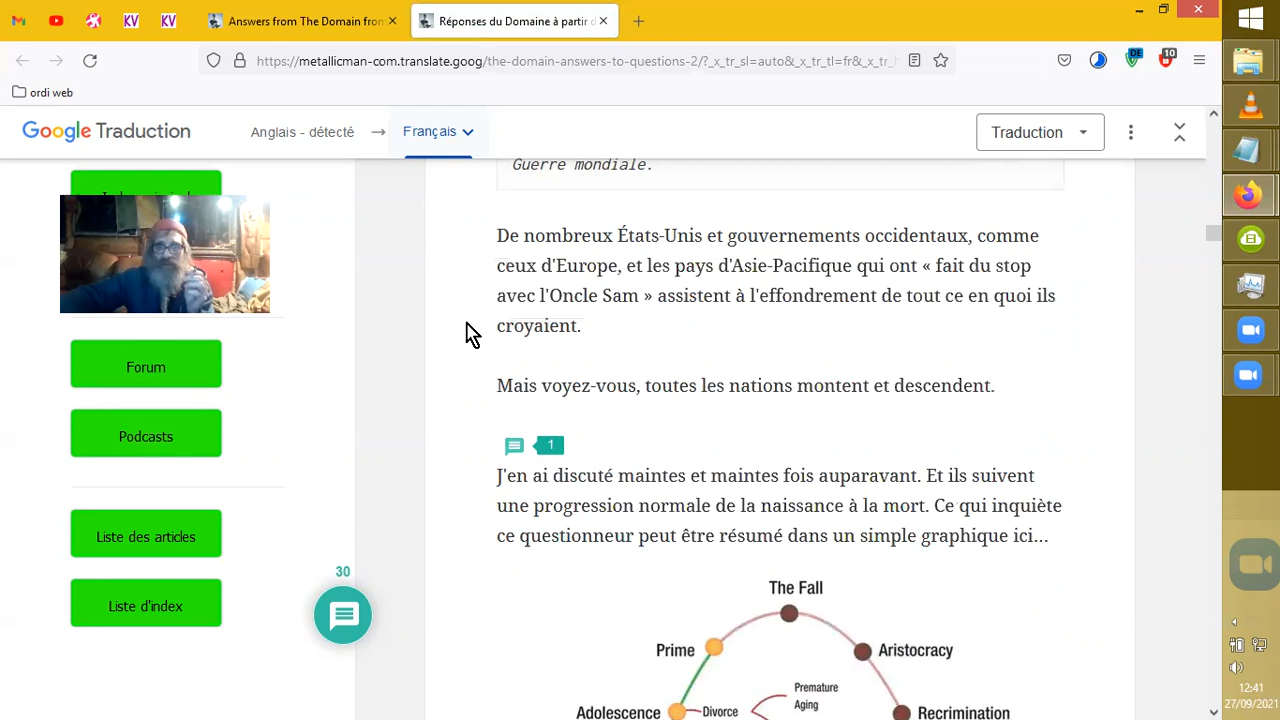 Answers from The Domain from
Réponses du Domaine à partir d
https://metallicman-com.translate.goog/the-domain-answers-to-questions-2/?_x_tr_sl=auto&_x_tr_tl=fr&_x_tr_
DE
10
ordi web
Google Traduction
Anglais - détecté
Français
Traduction
Guerre mondiale.
De nombreux États-Unis et gouvernements occidentaux, comme
ceux d'Europe, et les pays d'Asie-Pacifique qui ont « fait du stop
avec l'Oncle Sam » assistent à l'effondrement de tout ce en quoi ils
croyaient.
Forum
Mais voyez-vous, toutes les nations montent et descendent.
Podcasts
1
J'en ai discuté maintes et maintes fois auparavant. Et ils suivent
une progression normale de la naissance à la mort. Ce qui inquiète
ce questionneur peut être résumé dans un simple graphique ici...
Liste des articles
30
Liste d'index
The Fall
Prime
Aristocracy
Premature
Aging
Adolescence
Divorce
Recrimination
12:41
27/09/2021